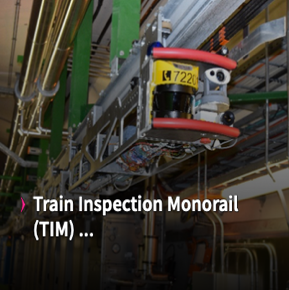 7220
Train Inspection Monorail
(TIM) ...